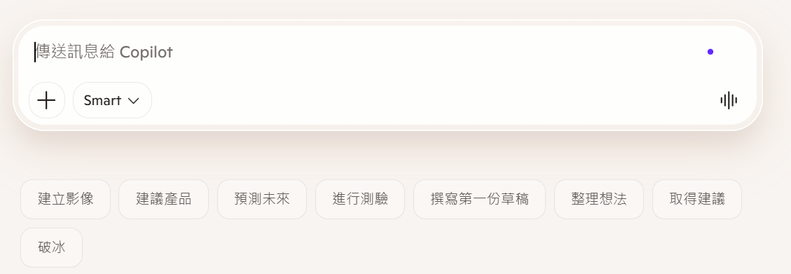 傳送訊息給 Copilot
Smart
建立影像 建議產品 預測未來 進行測驗 撰寫第一份草稿 整理想法 取得建議
破冰